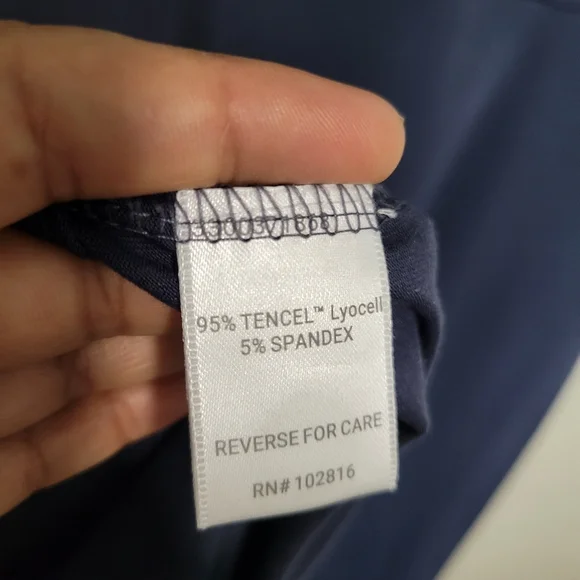 95% TENCEL™ Lyocell
5% SPANDEX
REVERSE FOR CARE
RN# 102816